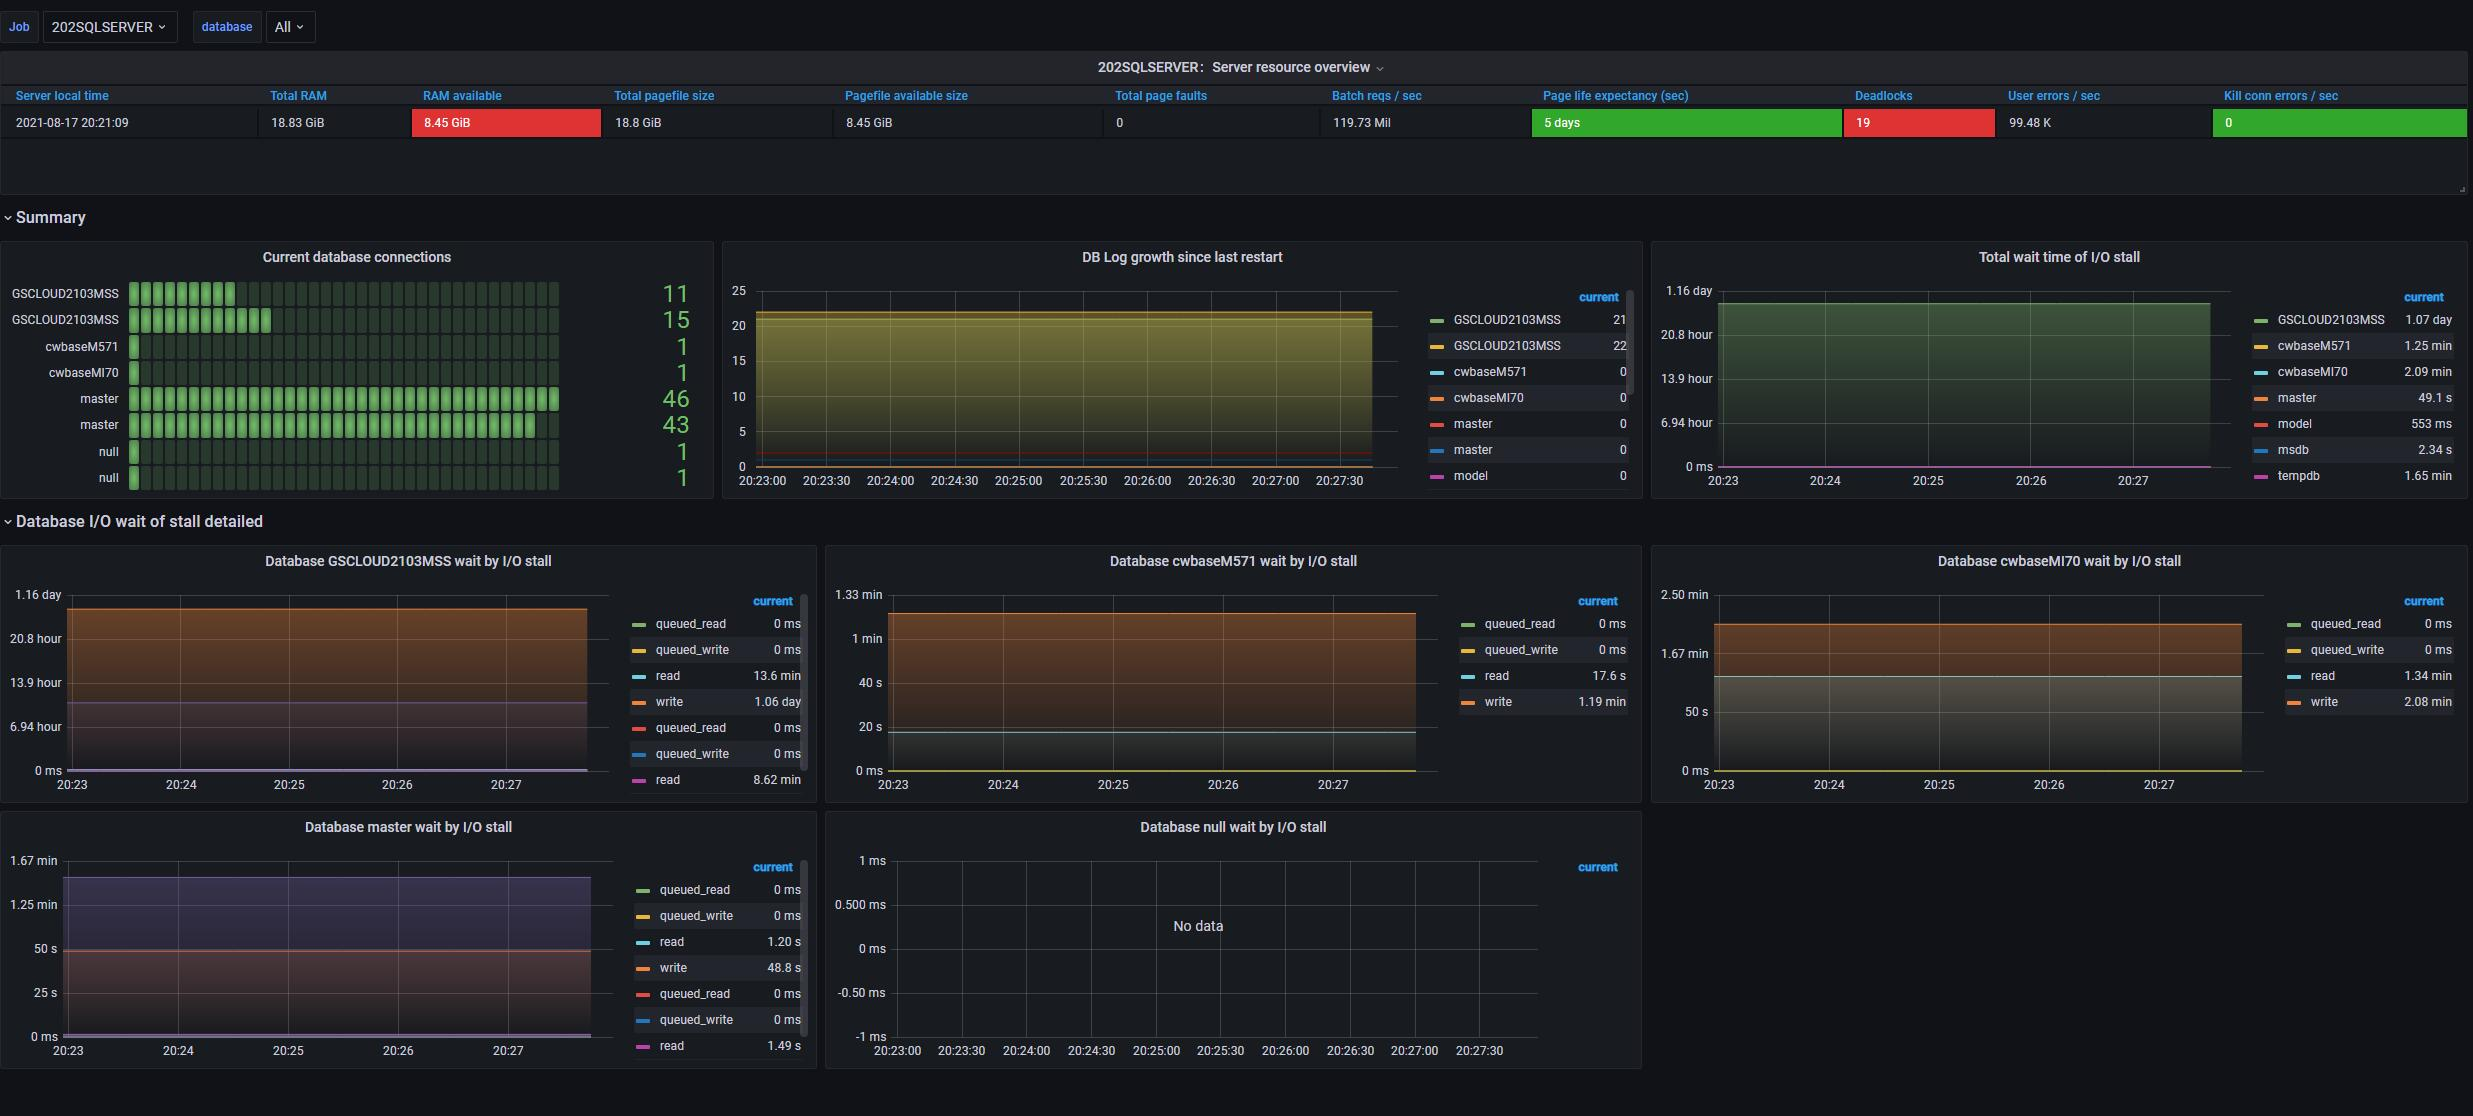 Job 202SQLSERVER database All
202SQLSERVER: Server resource overview
Server local time Total RAM RAM available Total pagefile size Pagefile available size Total page faults Batch reqs / sec Page life expectancy (sec) Deadlocks User errors / sec Kill conn errors / sec
2021-08-17 20:21:09 18.83 GiB 8.45 GiB 18.8 GiB 8.45 GiB 0 119.73 Mil 5 days 19 99.48 K 0
Summary
Current database connections
GSCLOUD2103MSS 11
GSCLOUD2103MSS 15
cwbaseM571 1
cwbaseMI70 1
master 46
master 43
null 1
null 1
DB Log growth since last restart
25
20
15
10
5
0
20:23:00 20:23:30 20:24:00 20:24:30 20:25:00 20:25:30 20:26:00 20:26:30 20:27:00 20:27:30
current
GSCLOUD2103MSS 21
GSCLOUD2103MSS 22
cwbaseM571 0
cwbaseMI70 0
master 0
master 0
model 0
Total wait time of I/O stall
1.16 day
20.8 hour
13.9 hour
6.94 hour
0 ms
20:23 20:24 20:25 20:26 20:27
current
GSCLOUD2103MSS 1.07 day
cwbaseM571 1.25 min
cwbaseMI70 2.09 min
master 49.1 s
model 553 ms
msdb 2.34 s
tempdb 1.65 min
Database I/O wait of stall detailed
Database GSCLOUD2103MSS wait by I/O stall
1.16 day
20.8 hour
13.9 hour
6.94 hour
0 ms
20:23 20:24 20:25 20:26 20:27
current
queued_read 0 ms
queued_write 0 ms
read 13.6 min
write 1.06 day
queued_read 0 ms
queued_write 0 ms
read 8.62 min
Database cwbaseM571 wait by I/O stall
1.33 min
1 min
40 s
20 s
0 ms
20:23 20:24 20:25 20:26 20:27
current
queued_read 0 ms
queued_write 0 ms
read 17.6 s
write 1.19 min
Database cwbaseMI70 wait by I/O stall
2.50 min
1.67 min
50 s
0 ms
20:23 20:24 20:25 20:26 20:27
current
queued_read 0 ms
queued_write 0 ms
read 1.34 min
write 2.08 min
Database master wait by I/O stall
1.67 min
1.25 min
50 s
25 s
0 ms
20:23 20:24 20:25 20:26 20:27
current
queued_read 0 ms
queued_write 0 ms
read 1.20 s
write 48.8 s
queued_read 0 ms
queued_write 0 ms
read 1.49 s
Database null wait by I/O stall
1 ms
0.500 ms
0 ms
-0.50 ms
-1 ms
No data
20:23:00 20:23:30 20:24:00 20:24:30 20:25:00 20:25:30 20:26:00 20:26:30 20:27:00 20:27:30
current